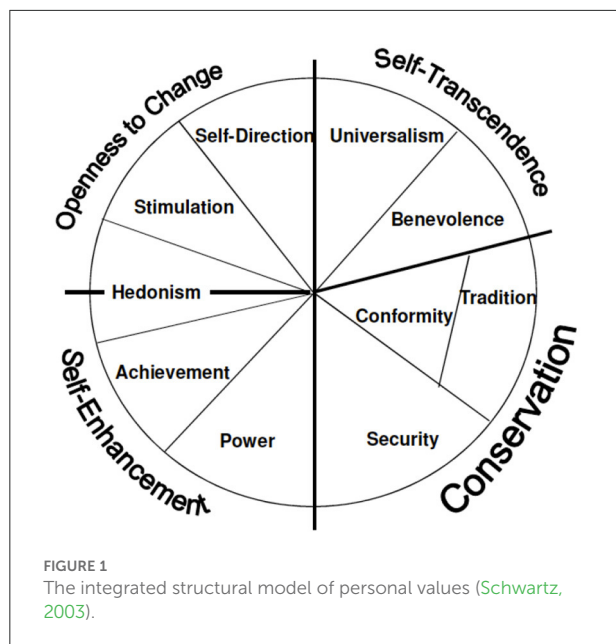 Openness to Change
Self-Transcendence
Self-Direction
Universalism
Stimulation
Benevolence
Hedonism
Tradition
Conformity
Achievement
Power
Security
Self-Enhancement
Conservation
FIGURE 1
The integrated structural model of personal values (Schwartz,
2003).